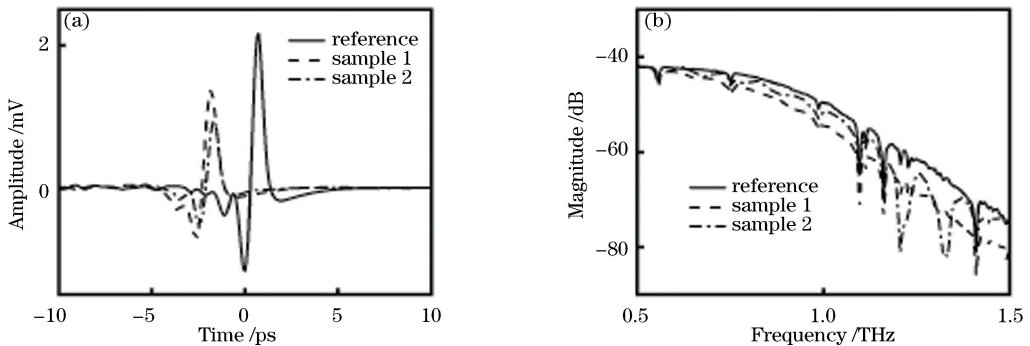 (a)
reference
sample 1
sample 2
2
0
Amplitude /mV
−10
−5
0
5
10
Time /ps
(b)
−40
−60
−80
Magnitude /dB
reference
sample 1
sample 2
0.5
1.0
1.5
Frequency /THz